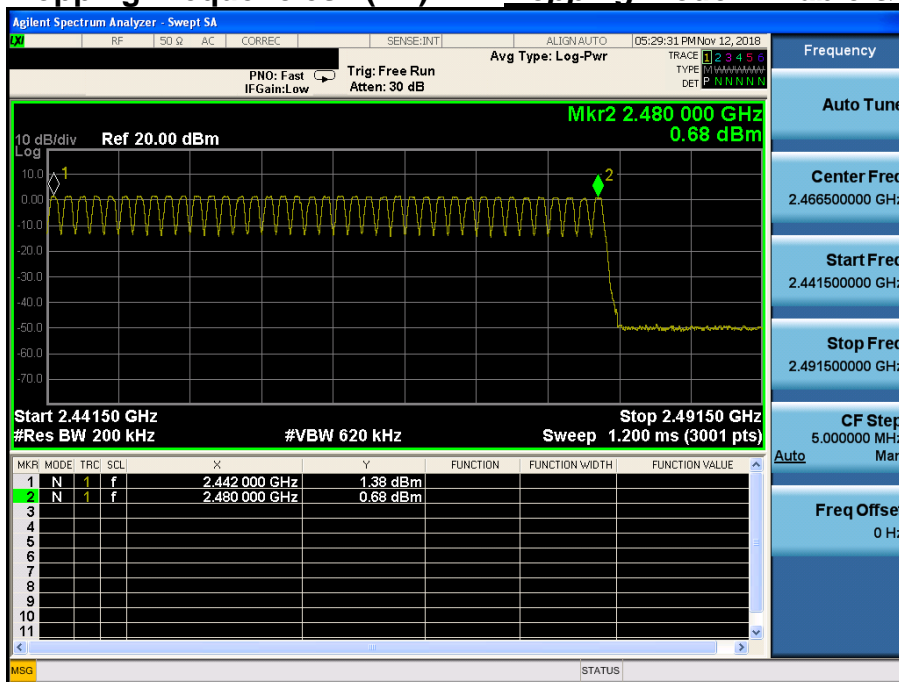 Agilent Spectrum Analyzer - Swept SA
LXI RF 50 Ω AC CORREC SENSE:INT ALIGN AUTO 05:29:31 PM Nov 12, 2018
PNO: Fast
IFGain:Low
Trig: Free Run
Atten: 30 dB
Avg Type: Log-Pwr
TRACE 1 2 3 4 5 6
TYPE M WWWWW
DET P N N N N N
Mkr2 2.480 000 GHz
0.68 dBm
10 dB/div
Log
Ref 20.00 dBm
1
2
10.0
0.00
-10.0
-20.0
-30.0
-40.0
-50.0
-60.0
-70.0
Start 2.44150 GHz
#Res BW 200 kHz
#VBW 620 kHz
Stop 2.49150 GHz
Sweep 1.200 ms (3001 pts)
MKR MODE TRC SCL X Y FUNCTION FUNCTION WIDTH FUNCTION VALUE
1 N 1 f 2.442 000 GHz 1.38 dBm
2 N 1 f 2.480 000 GHz 0.68 dBm
3
4
5
6
7
8
9
10
11
MSG
STATUS
Frequency
Auto Tune
Center Freq
2.466500000 GHz
Start Freq
2.441500000 GHz
Stop Freq
2.491500000 GHz
CF Step
5.000000 MHz
Auto Man
Freq Offset
0 Hz